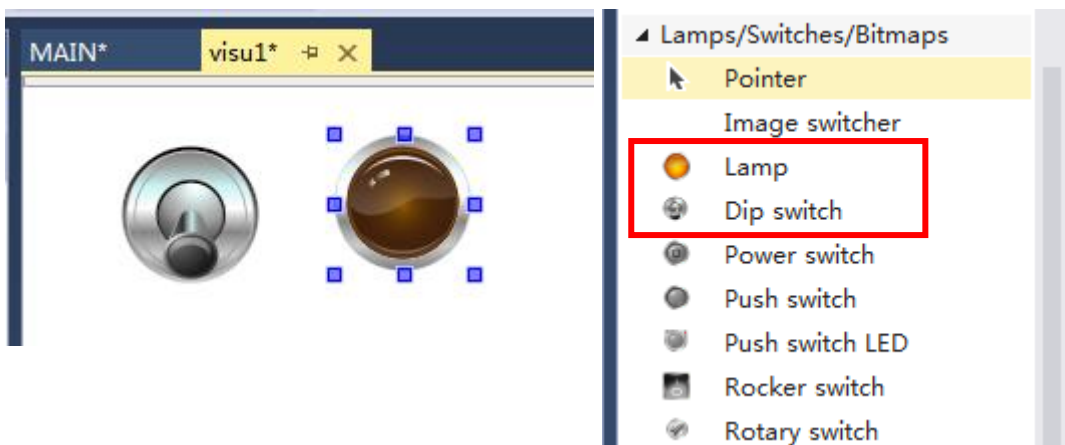 MAIN*
visu1*
Lamps/Switches/Bitmaps
Pointer
Image switcher
Lamp
Dip switch
Power switch
Push switch
Push switch LED
Rocker switch
Rotary switch